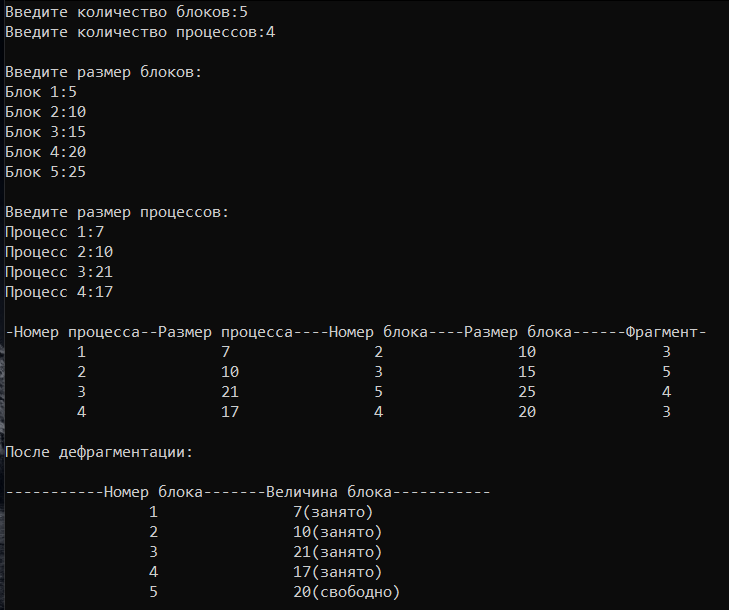 Введите количество блоков:5
Введите количество процессов:4
Введите размер блоков:
Блок 1:5
Блок 2:10
Блок 3:15
Блок 4:20
Блок 5:25
Введите размер процессов:
Процесс 1:7
Процесс 2:10
Процесс 3:21
Процесс 4:17
-Номер процесса--Размер процесса----Номер блока----Размер блока------Фрагмент-
1 7 2 10 3
2 10 3 15 5
3 21 5 25 4
4 17 4 20 3
После дефрагментации:
-----------Номер блока-------Величина блока-----------
1 7(занято)
2 10(занято)
3 21(занято)
4 17(занято)
5 20(свободно)